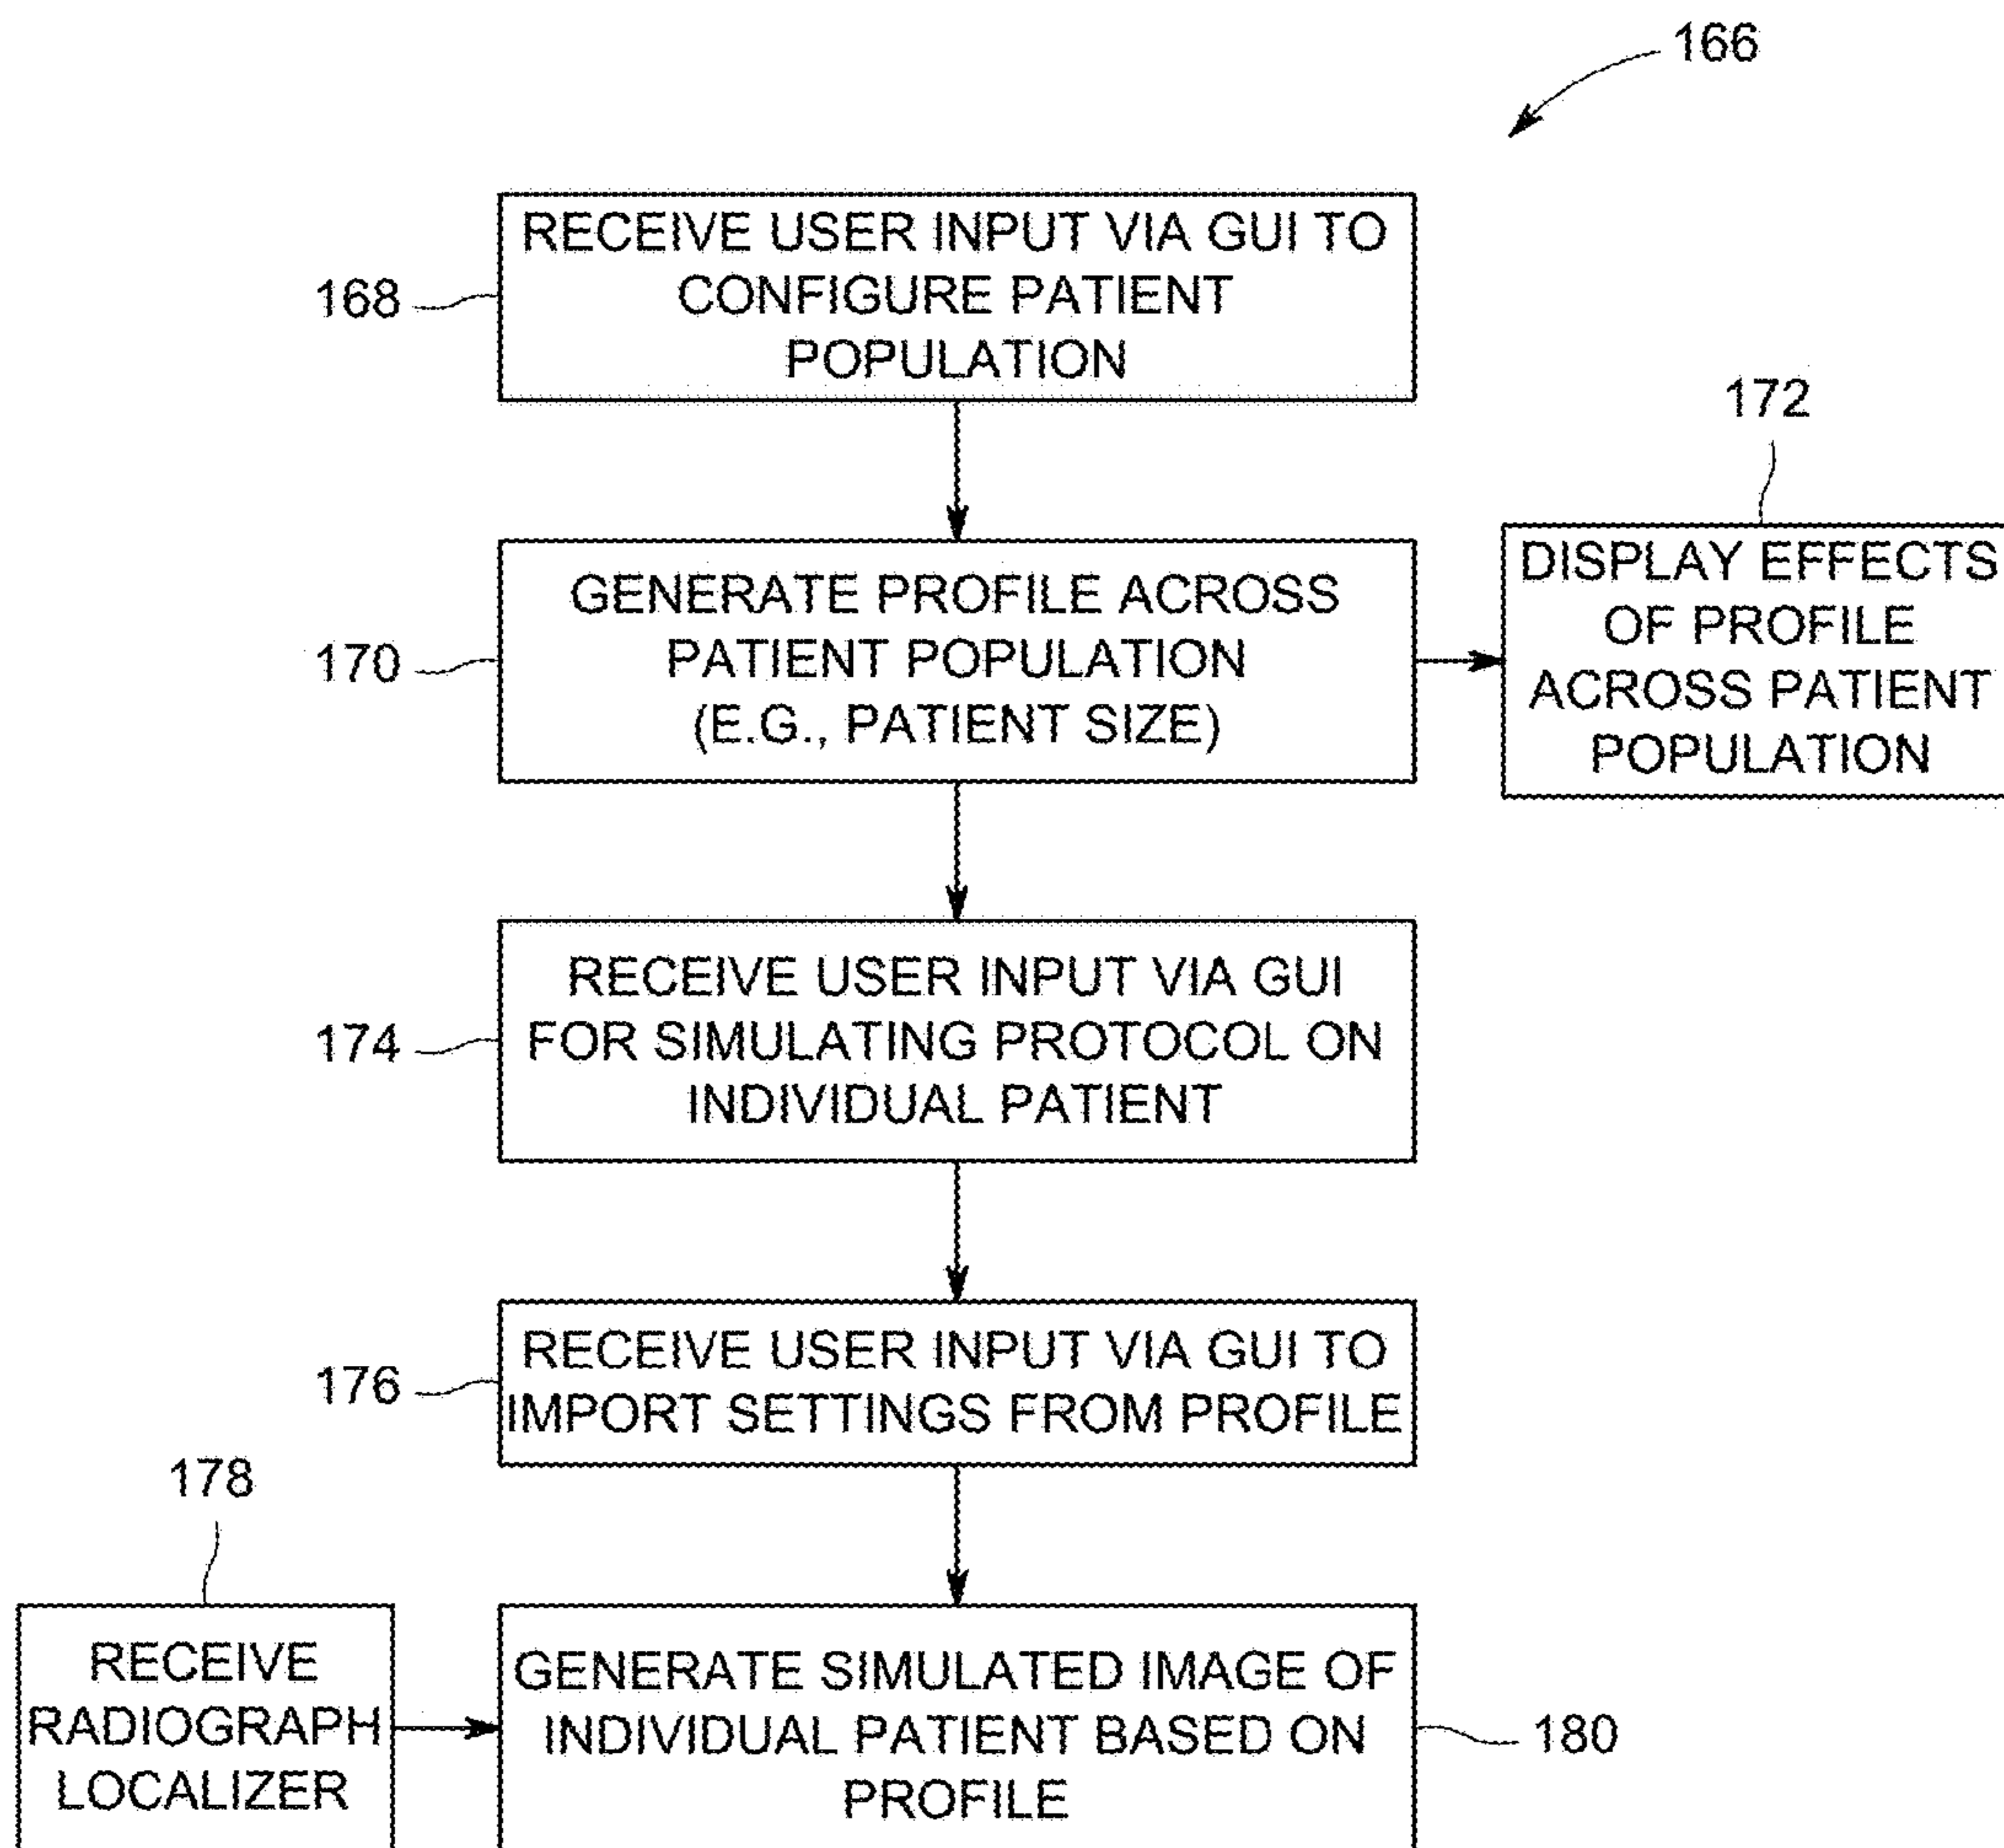 166
RECEIVE USER INPUT VIA GUI TO
CONFIGURE PATIENT
POPULATION
168
172
GENERATE PROFILE ACROSS
PATIENT POPULATION
(E.G., PATIENT SIZE)
170
DISPLAY EFFECTS
OF PROFILE
ACROSS PATIENT
POPULATION
RECEIVE USER INPUT VIA GUI
FOR SIMULATING PROTOCOL ON
INDIVIDUAL PATIENT
174
RECEIVE USER INPUT VIA GUI TO
IMPORT SETTINGS FROM PROFILE
176
178
RECEIVE
RADIOGRAPH
LOCALIZER
GENERATE SIMULATED IMAGE OF
INDIVIDUAL PATIENT BASED ON
PROFILE
180